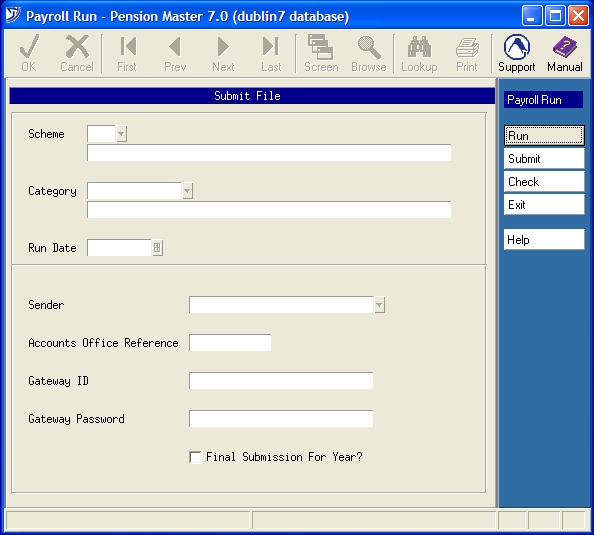 Payroll Run - Pension Master 7.0 (dublin7 database)
OK Cancel First Prev Next Last Screen Browse Lookup Print Support Manual
Submit File
Payroll Run
Scheme
Run
Submit
Check
Category
Exit
Help
Run Date
Sender
Accounts Office Reference
Gateway ID
Gateway Password
Final Submission For Year?